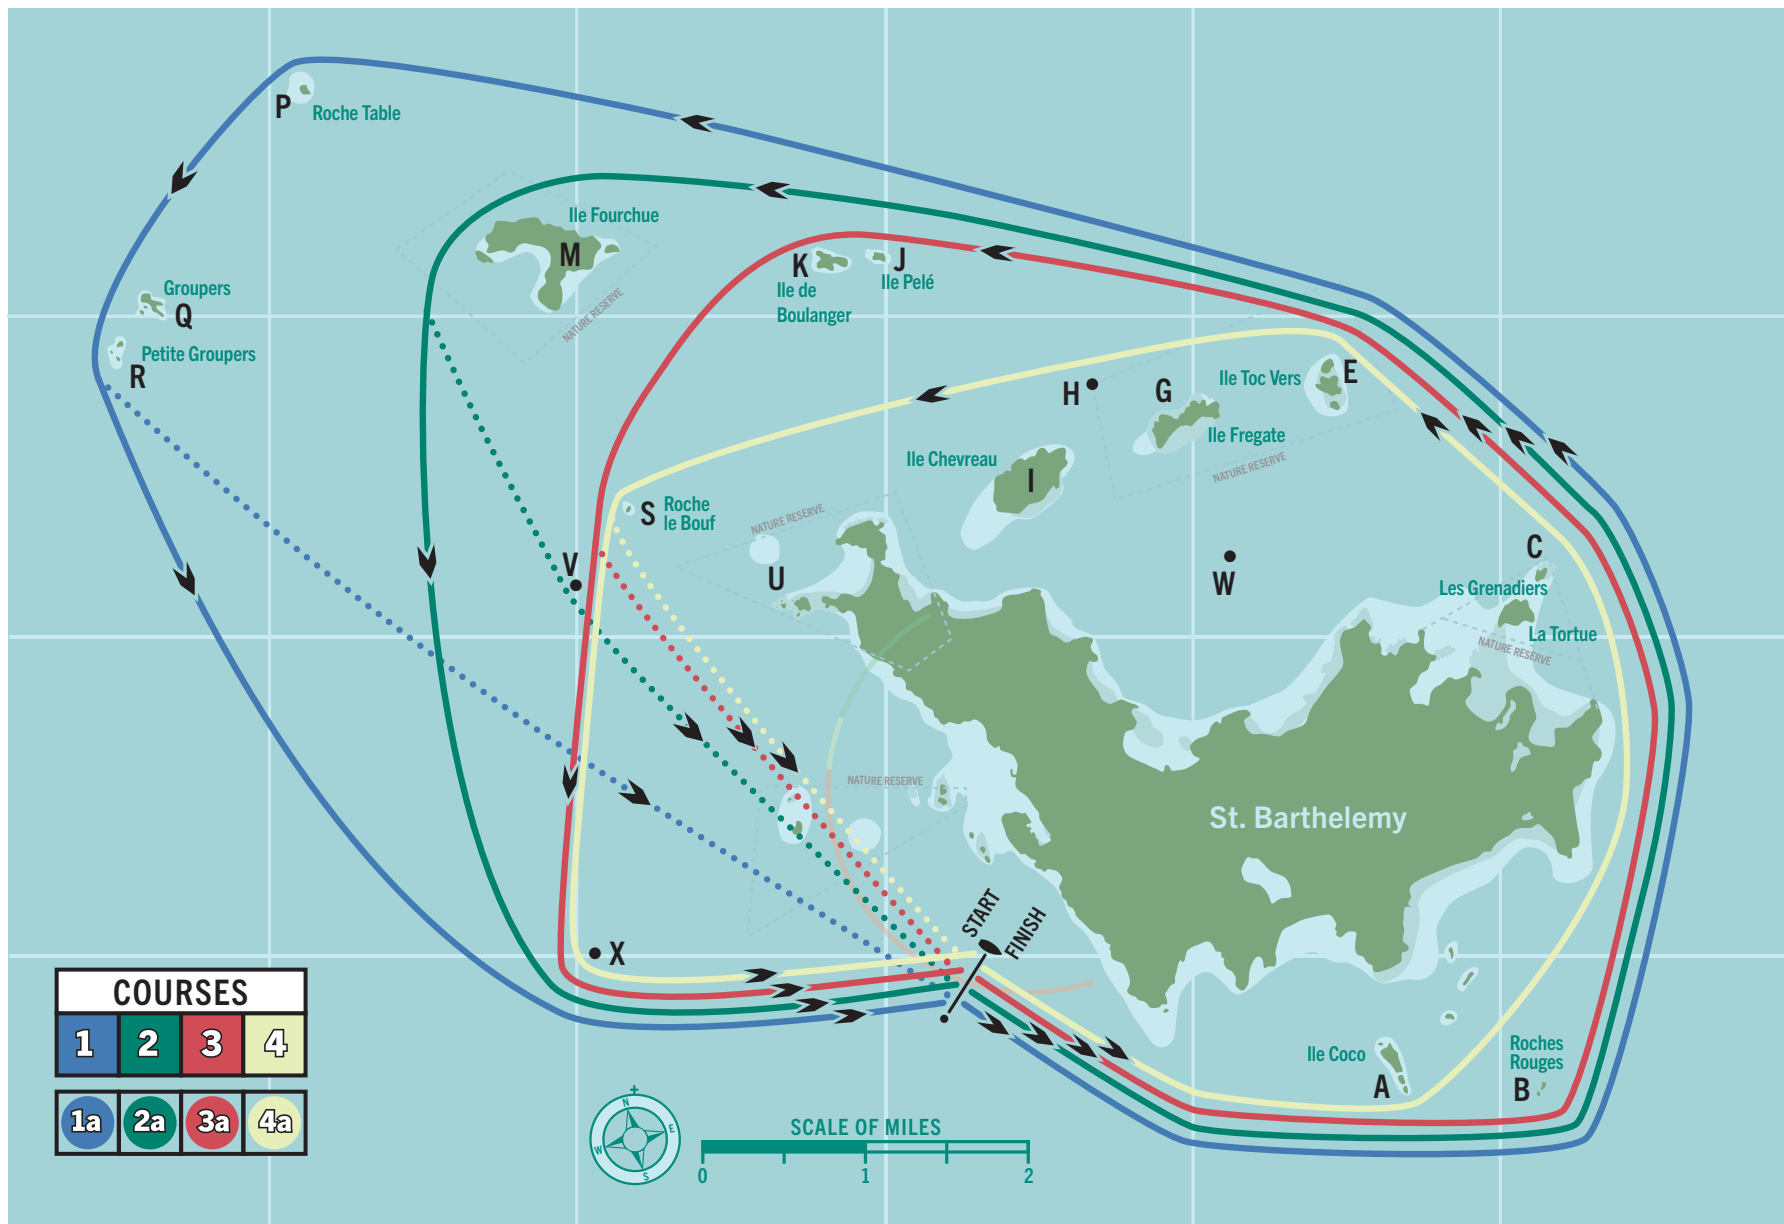 P
Roche Table
Ile Fourchue
M
NATURE RESERVE
K
J
Ile de
Boulanger
Ile Pelé
Groupers
Q
Petite Groupers
R
H
G
Ile Toc Vers
E
Ile Fregate
NATURE RESERVE
Ile Chevreau
I
S
Roche
le Bouf
NATURE RESERVE
V
U
W
C
Les Grenadiers
La Tortue
NATURE RESERVE
NATURE RESERVE
St. Barthelemy
START
FINISH
X
COURSES
1
2
3
4
1a
2a
3a
4a
Ile Coco
A
Roches
Rouges
B
N
E
S
W
SCALE OF MILES
0
1
2